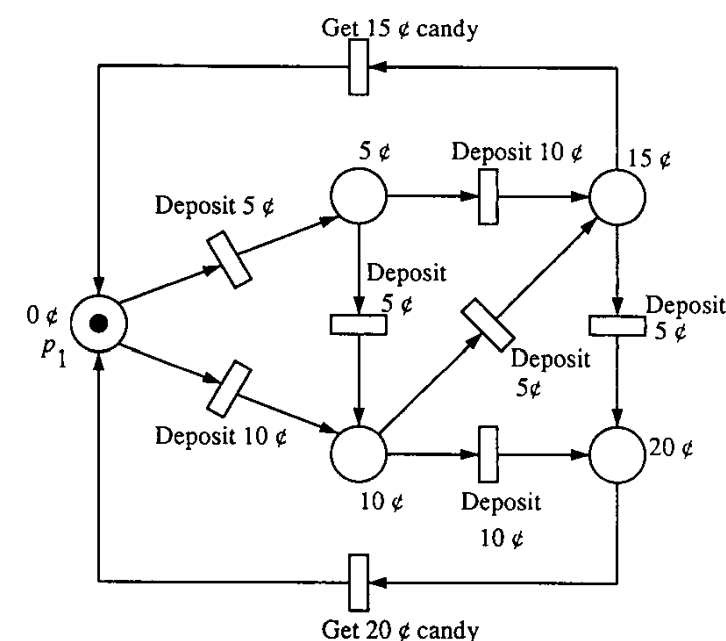 Get 15 ¢ candy
5 ¢
Deposit 10 ¢
15 ¢
Deposit 5 ¢
Deposit
5 ¢
0 ¢
p1
Deposit
5 ¢
Deposit
5¢
Deposit 10 ¢
10 ¢
20 ¢
Deposit
10 ¢
Get 20 ¢ candy